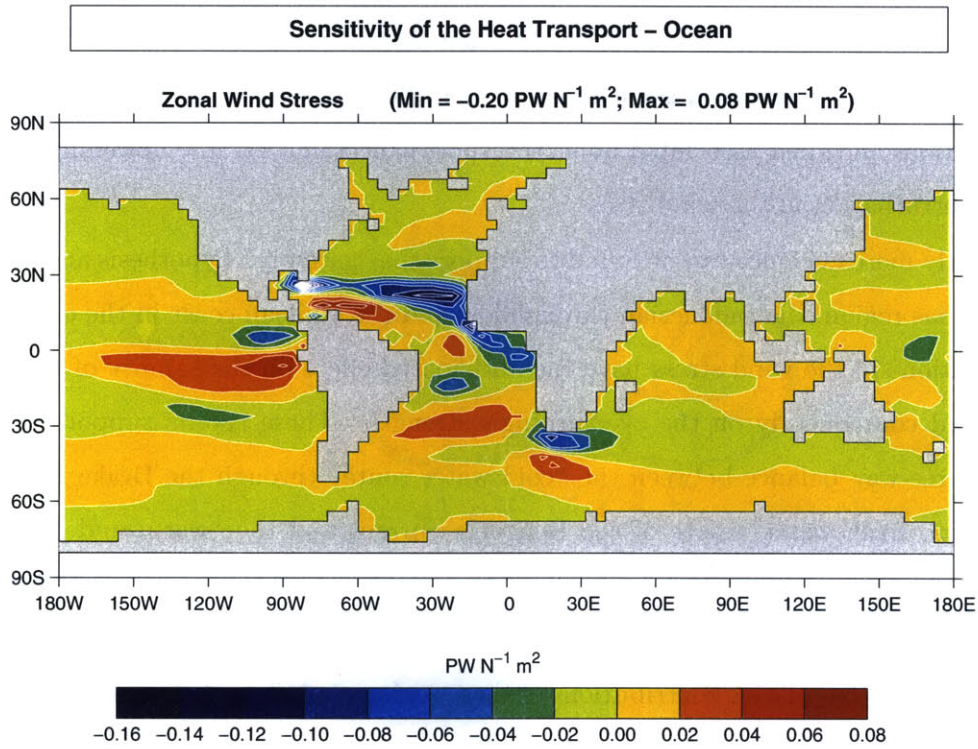 Sensitivity of the Heat Transport – Ocean
Zonal Wind Stress (Min = –0.20 PW N⁻¹ m²; Max = 0.08 PW N⁻¹ m²)
90N
60N
30N
0
30S
60S
90S
180W 150W 120W 90W 60W 30W 0 30E 60E 90E 120E 150E 180E
PW N⁻¹ m²
–0.16 –0.14 –0.12 –0.10 –0.08 –0.06 –0.04 –0.02 0.00 0.02 0.04 0.06 0.08